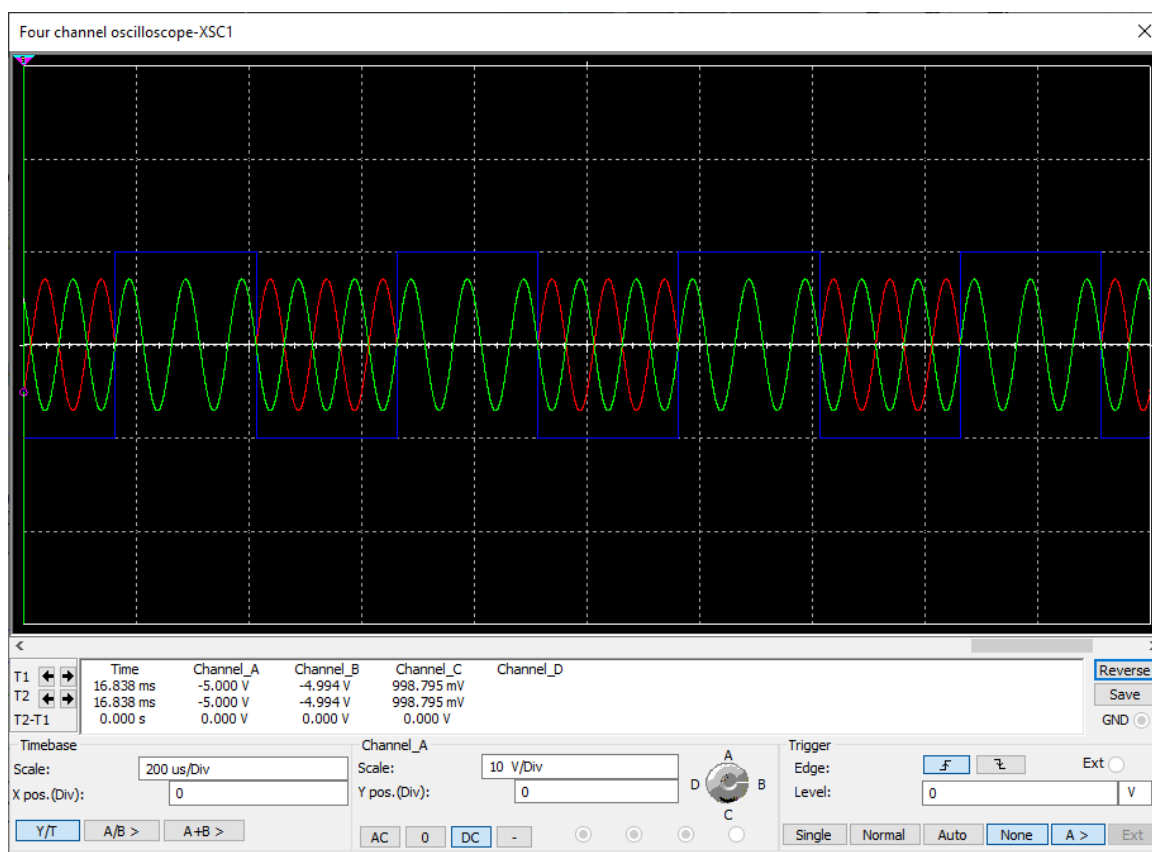 Four channel oscilloscope-XSC1
T1
T2
T2-T1
Time Channel_A Channel_B Channel_C Channel_D
16.838 ms -5.000 V -4.994 V 998.795 mV
16.838 ms -5.000 V -4.994 V 998.795 mV
0.000 s 0.000 V 0.000 V 0.000 V
Reverse
Save
GND
Timebase
Scale: 200 us/Div
X pos.(Div): 0
Y/T A/B > A+B >
Channel_A
Scale: 10 V/Div
Y pos.(Div): 0
AC 0 DC -
A
D B
C
Trigger
Edge: Ext
Level: 0 V
Single Normal Auto None A > Ext